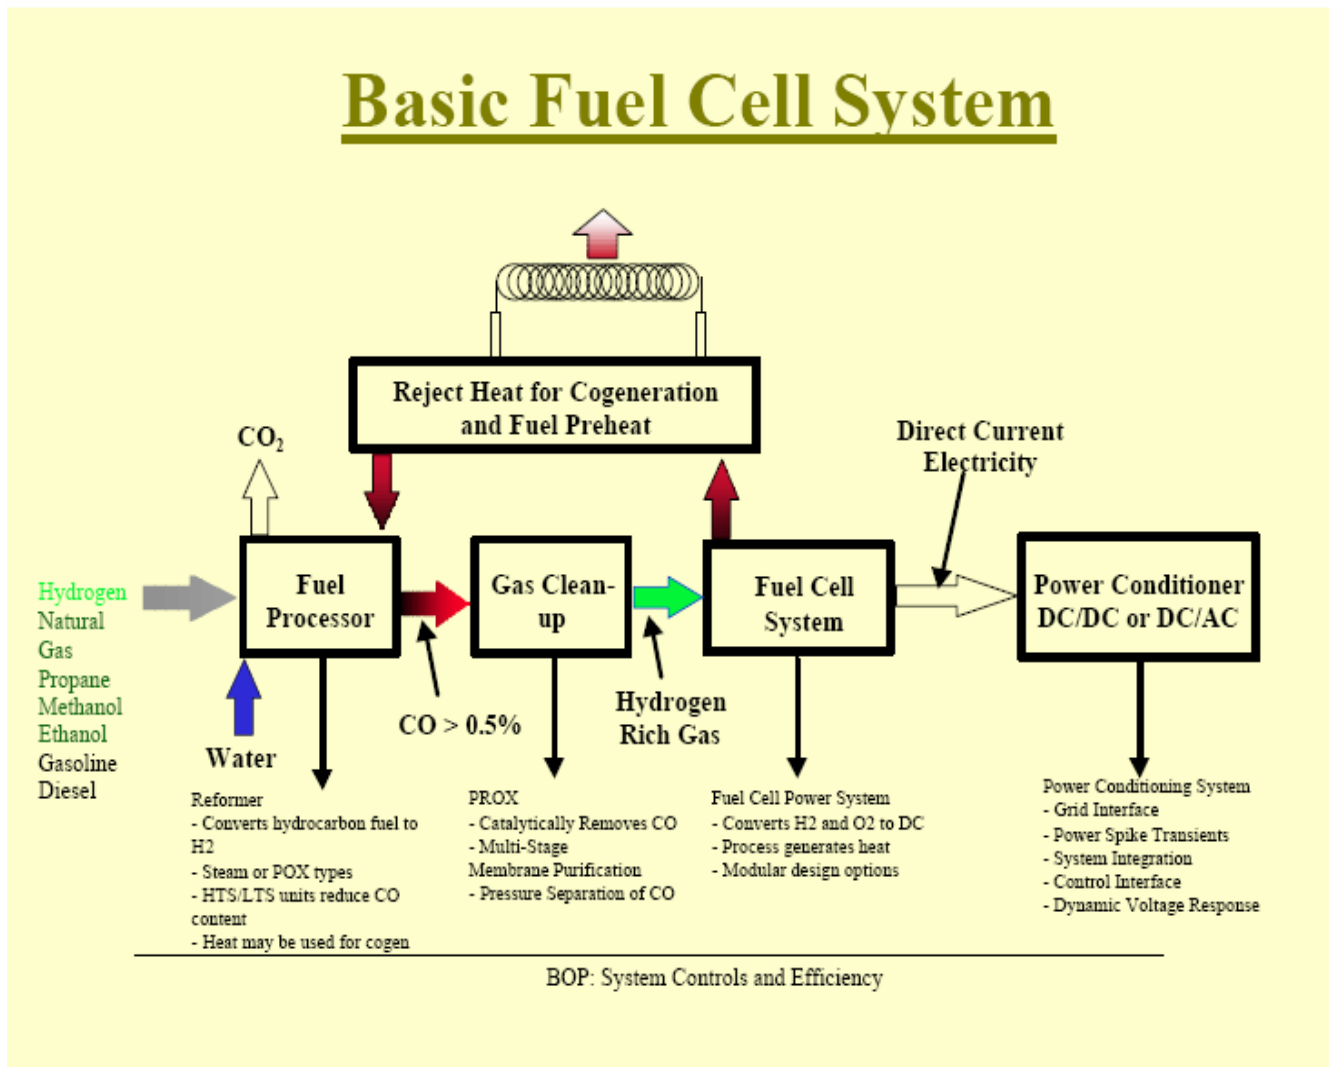 Basic Fuel Cell System
Reject Heat for Cogeneration
and Fuel Preheat
CO₂
Direct Current
Electricity
Hydrogen
Natural
Gas
Propane
Methanol
Ethanol
Gasoline
Diesel
Fuel
Processor
Gas Clean-
up
Fuel Cell
System
Power Conditioner
DC/DC or DC/AC
Water
CO > 0.5%
Hydrogen
Rich Gas
Reformer
- Converts hydrocarbon fuel to
H2
- Steam or POX types
- HTS/LTS units reduce CO
content
- Heat may be used for cogen
PROX
- Catalytically Removes CO
- Multi-Stage
Membrane Purification
- Pressure Separation of CO
Fuel Cell Power System
- Converts H2 and O2 to DC
- Process generates heat
- Modular design options
Power Conditioning System
- Grid Interface
- Power Spike Transients
- System Integration
- Control Interface
- Dynamic Voltage Response
BOP: System Controls and Efficiency